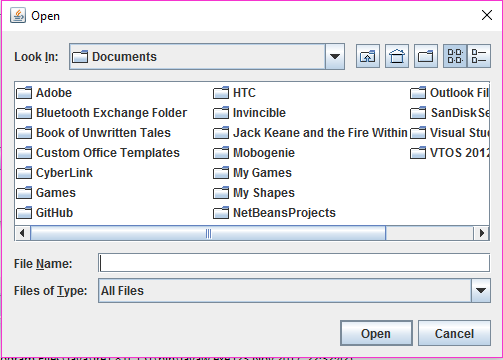 Open
Look In: Documents
Adobe HTC Outlook Fil
Bluetooth Exchange Folder Invincible SanDiskSe
Book of Unwritten Tales Jack Keane and the Fire Within Visual Stud
Custom Office Templates Mobogenie VTOS 2012
CyberLink My Games
Games My Shapes
GitHub NetBeansProjects
File Name:
Files of Type: All Files
Open Cancel